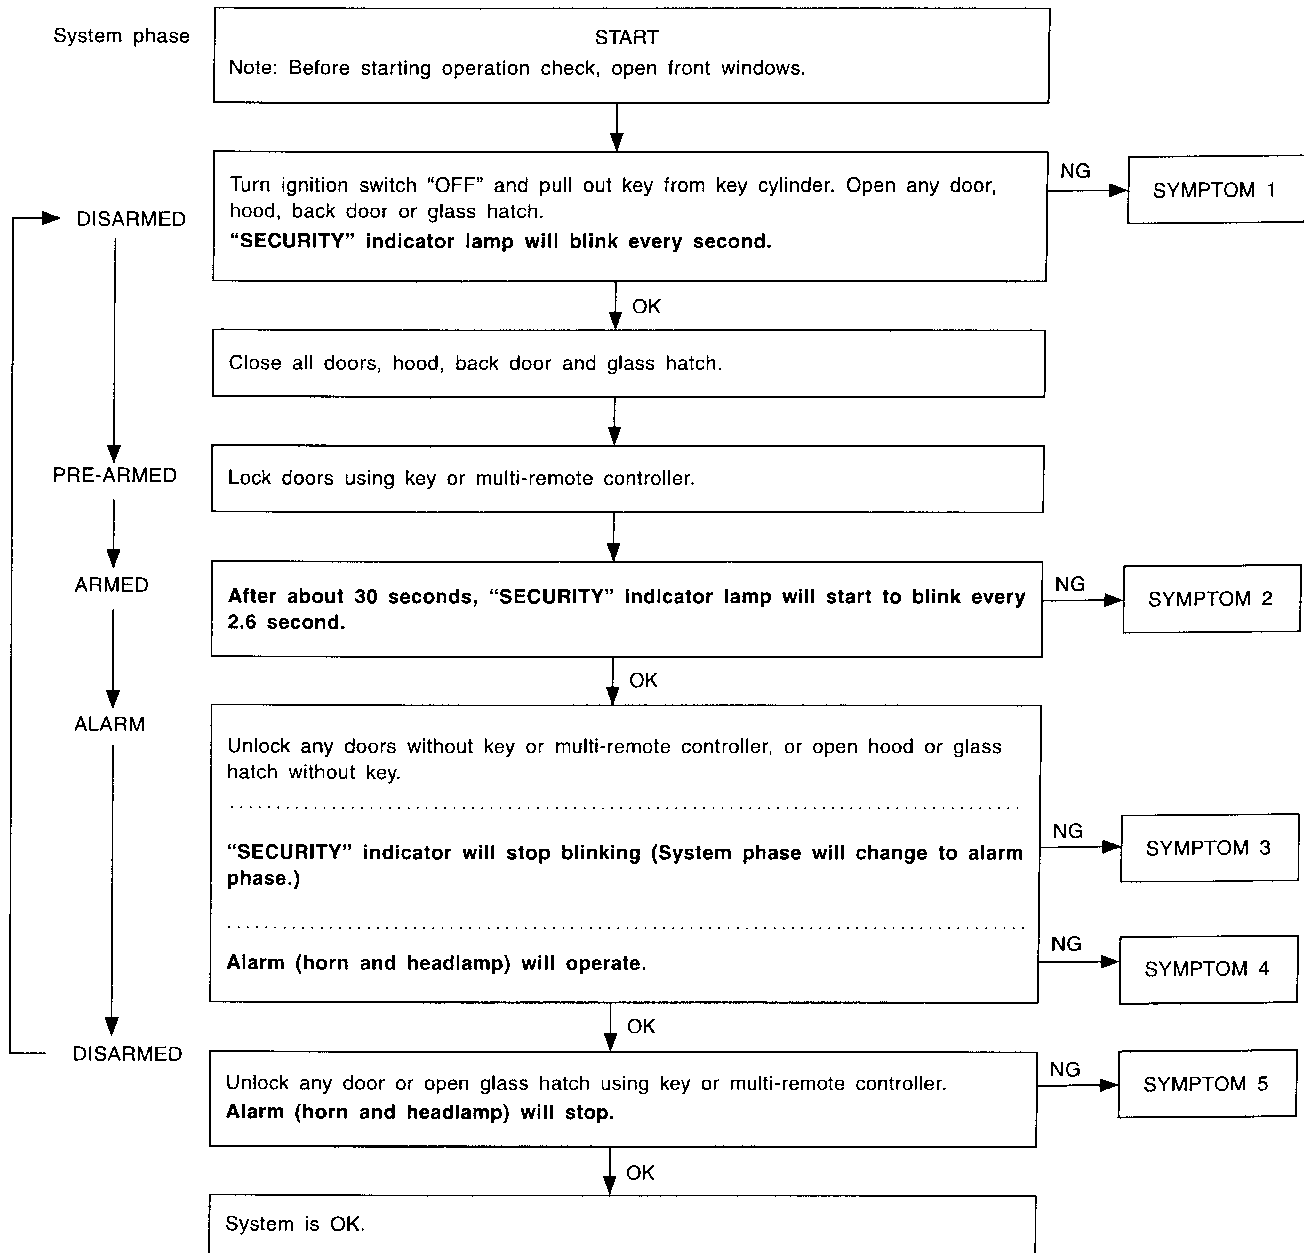 System phase
START
Note: Before starting operation check, open front windows.
Turn ignition switch “OFF” and pull out key from key cylinder. Open any door,
hood, back door or glass hatch.
“SECURITY” indicator lamp will blink every second.
NG
SYMPTOM 1
DISARMED
OK
Close all doors, hood, back door and glass hatch.
PRE-ARMED
Lock doors using key or multi-remote controller.
ARMED
After about 30 seconds, “SECURITY” indicator lamp will start to blink every
2.6 second.
NG
SYMPTOM 2
OK
ALARM
Unlock any doors without key or multi-remote controller, or open hood or glass
hatch without key.
“SECURITY” indicator will stop blinking (System phase will change to alarm
phase.)
NG
SYMPTOM 3
Alarm (horn and headlamp) will operate.
NG
SYMPTOM 4
OK
DISARMED
Unlock any door or open glass hatch using key or multi-remote controller.
Alarm (horn and headlamp) will stop.
NG
SYMPTOM 5
OK
System is OK.